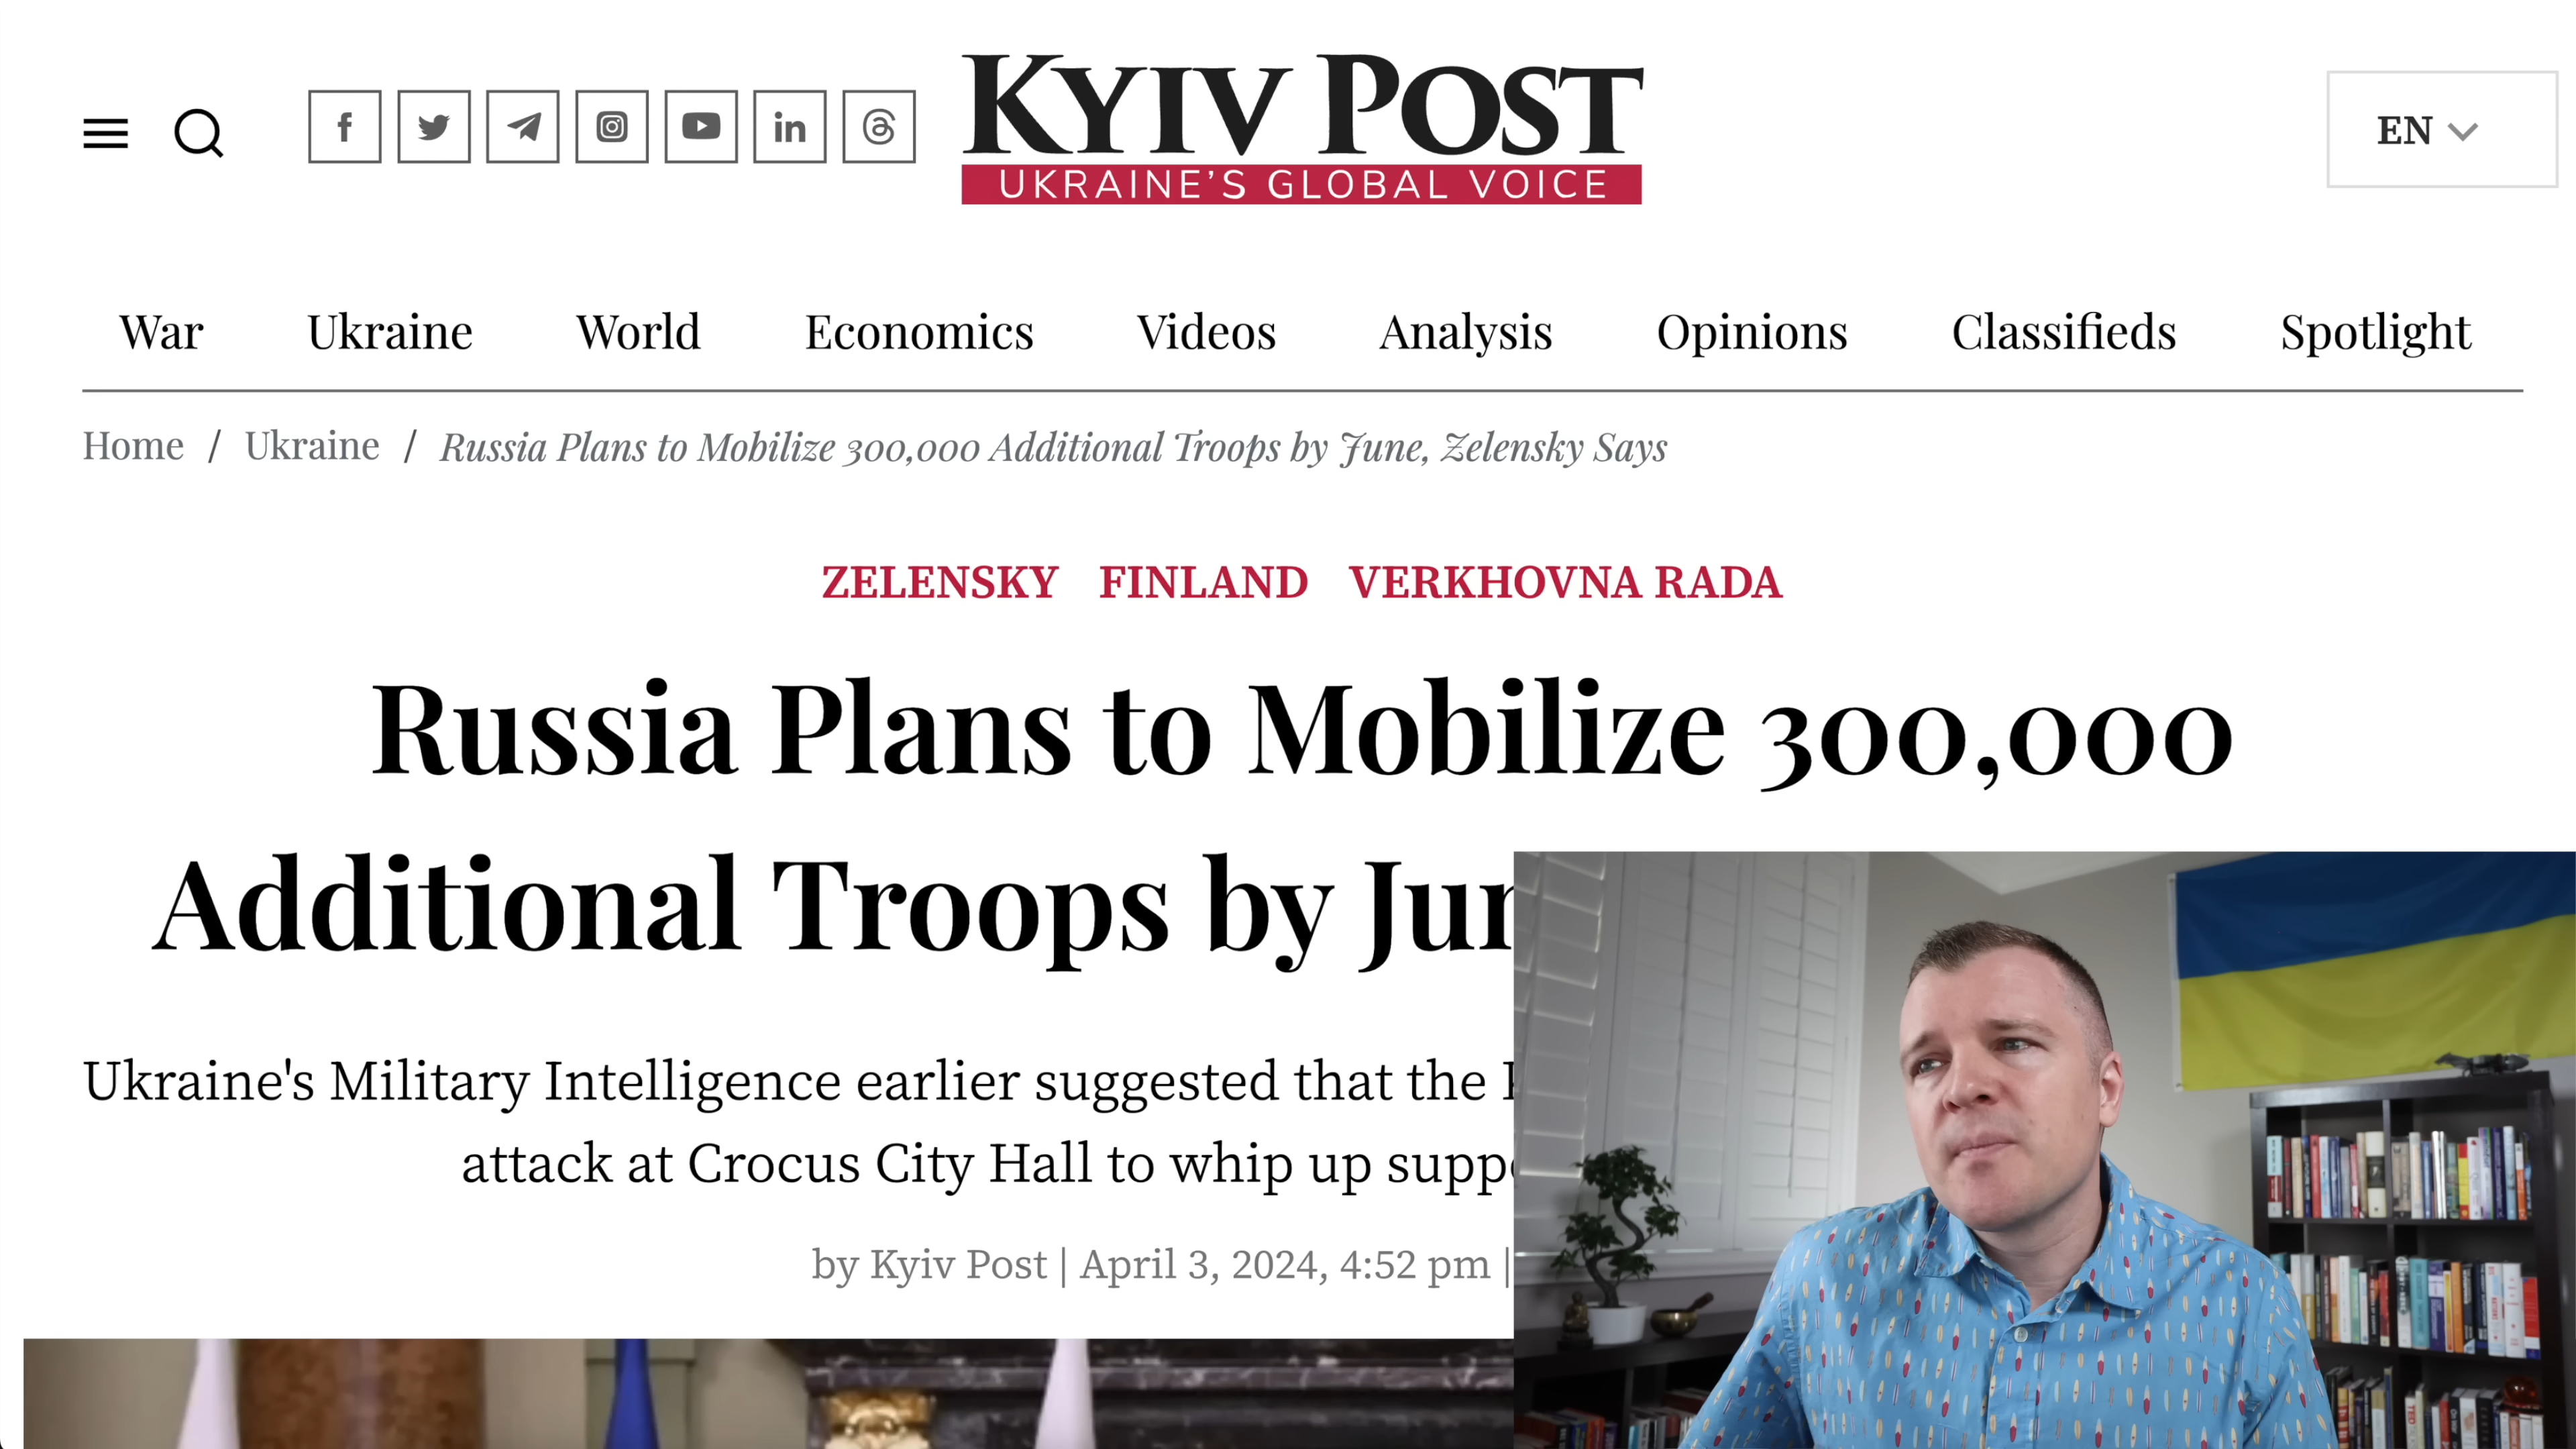 KYIV POST
UKRAINE'S GLOBAL VOICE
EN
War Ukraine World Economics Videos Analysis Opinions Classifieds Spotlight
Home / Ukraine / Russia Plans to Mobilize 300,000 Additional Troops by June, Zelensky Says
ZELENSKY FINLAND VERKHOVNA RADA
Russia Plans to Mobilize 300,000
Additional Troops by
Ukraine's Military Intelligence earlier suggested that the
attack at Crocus City Hall to whip up
by Kyiv Post | April 3, 2024, 4:52 pm |